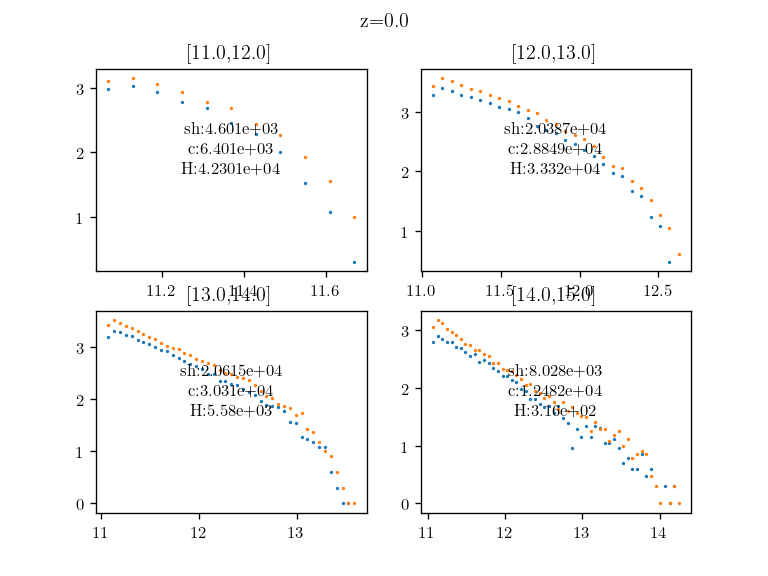 z=0.0
[11.0,12.0]
[12.0,13.0]
3
2
1
sh:4.601e+03
c:6.401e+03
H:4.2301e+04
11.2
11.4
11.6
3
2
1
sh:2.0387e+04
c:2.8849e+04
H:3.332e+04
11.0
11.5
12.0
12.5
[13.0,14.0]
[14.0,15.0]
3
2
1
0
sh:2.0615e+04
c:3.031e+04
H:5.58e+03
11
12
13
3
2
1
0
sh:8.028e+03
c:1.2482e+04
H:3.16e+02
11
12
13
14